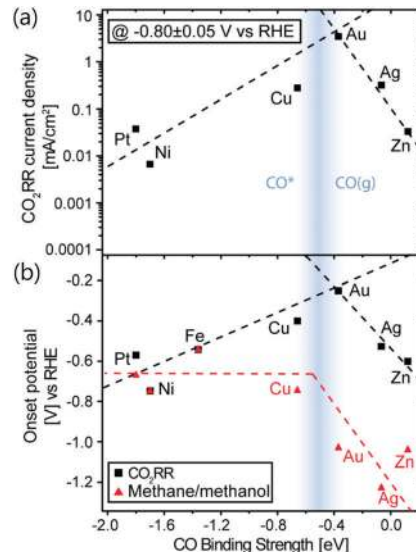 (a)
@ -0.80±0.05 V vs RHE
CO₂RR current density
[mA/cm²]
10
1
0.1
0.01
0.001
0.0001
Au
Cu
Ag
Pt
Ni
Zn
CO*
CO(g)
(b)
Onset potential
[V] vs RHE
-0.2
-0.4
-0.6
-0.8
-1.0
-1.2
Fe
Cu
Au
Pt
Ag
Ni
Zn
Cu
Au
Zn
Ag
CO₂RR
Methane/methanol
-2.0
-1.6
-1.2
-0.8
-0.4
0.0
CO Binding Strength [eV]